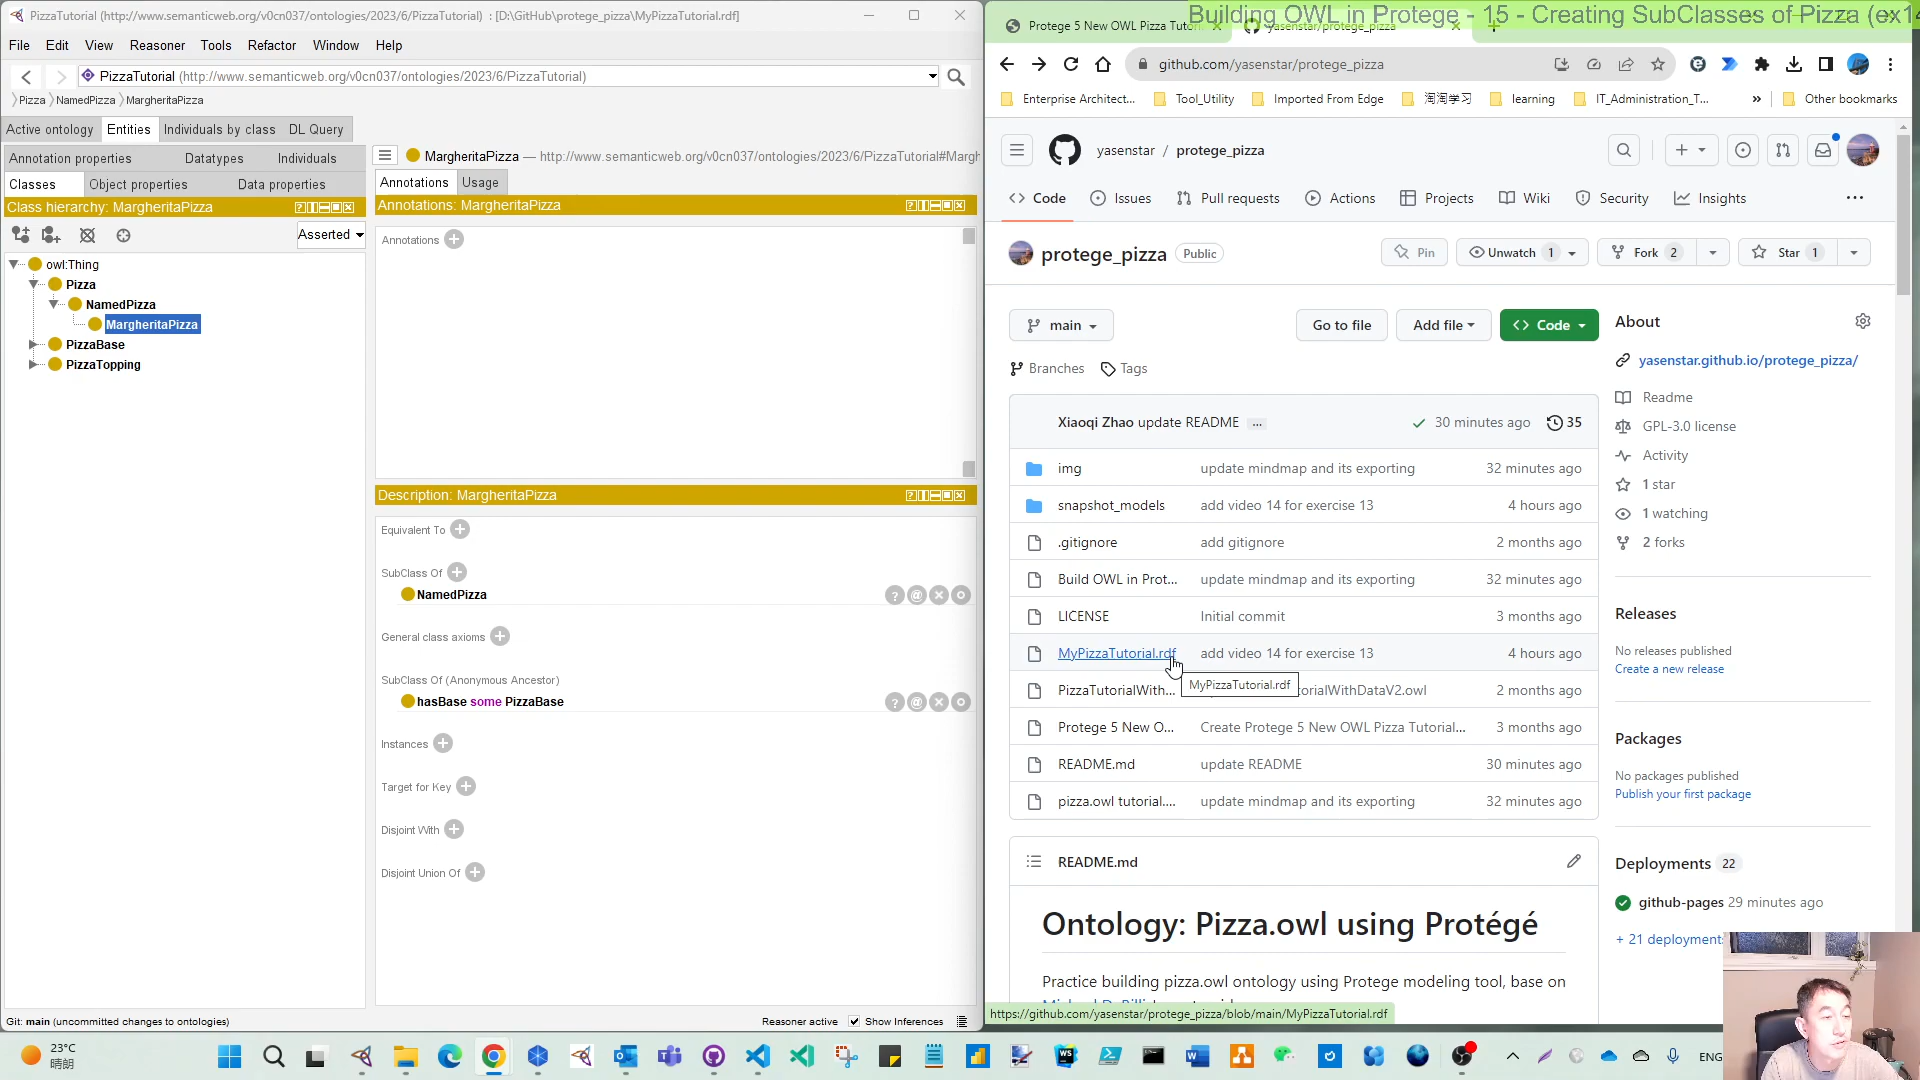 PizzaTutorial (http://www.semanticweb.org/v0cn037/ontologies/2023/6/PizzaTutorial) : [D:\GitHub\protege_pizza\MyPizzaTutorial.rdf]
File Edit View Reasoner Tools Refactor Window Help
PizzaTutorial (http://www.semanticweb.org/v0cn037/ontologies/2023/6/PizzaTutorial)
Pizza NamedPizza MargheritaPizza
Active ontology Entities Individuals by class DL Query
Annotation properties Datatypes Individuals
Classes Object properties Data properties
Class hierarchy: MargheritaPizza
Asserted
owl:Thing
Pizza
NamedPizza
MargheritaPizza
PizzaBase
PizzaTopping
MargheritaPizza — http://www.semanticweb.org/v0cn037/ontologies/2023/6/PizzaTutorial#Margh
Annotations Usage
Annotations: MargheritaPizza
Annotations
Description: MargheritaPizza
Equivalent To
SubClass Of
NamedPizza
General class axioms
SubClass Of (Anonymous Ancestor)
hasBase some PizzaBase
Instances
Target for Key
Disjoint With
Disjoint Union Of
Git: main (uncommitted changes to ontologies)
Reasoner active Show Inferences
Building OWL in Protege - 15 - Creating SubClasses of Pizza (ex14
Protege 5 New OWL Pizza Tutori
yasenstar/protege_pizza
github.com/yasenstar/protege_pizza
Enterprise Architect... Tool_Utility Imported From Edge 淘淘学习 learning IT_Administration_T... » Other bookmarks
yasenstar / protege_pizza
Code Issues Pull requests Actions Projects Wiki Security Insights
protege_pizza Public
Pin Unwatch 1 Fork 2 Star 1
main Go to file Add file Code
Branches Tags
Xiaoqi Zhao update README ... 30 minutes ago 35
img update mindmap and its exporting 32 minutes ago
snapshot_models add video 14 for exercise 13 4 hours ago
.gitignore add gitignore 2 months ago
Build OWL in Prot... update mindmap and its exporting 32 minutes ago
LICENSE Initial commit 3 months ago
MyPizzaTutorial.rdf add video 14 for exercise 13 4 hours ago
MyPizzaTutorial.rdf
PizzaTutorialWith... orialWithDataV2.owl 2 months ago
Protege 5 New O... Create Protege 5 New OWL Pizza Tutorial... 3 months ago
README.md update README 30 minutes ago
pizza.owl tutorial.... update mindmap and its exporting 32 minutes ago
README.md
Ontology: Pizza.owl using Protégé
Practice building pizza.owl ontology using Protege modeling tool, base on
https://github.com/yasenstar/protege_pizza/blob/main/MyPizzaTutorial.rdf
About
yasenstar.github.io/protege_pizza/
Readme
GPL-3.0 license
Activity
1 star
1 watching
2 forks
Releases
No releases published
Create a new release
Packages
No packages published
Publish your first package
Deployments 22
github-pages 29 minutes ago
+ 21 deployment
23°C
晴朗
ENG